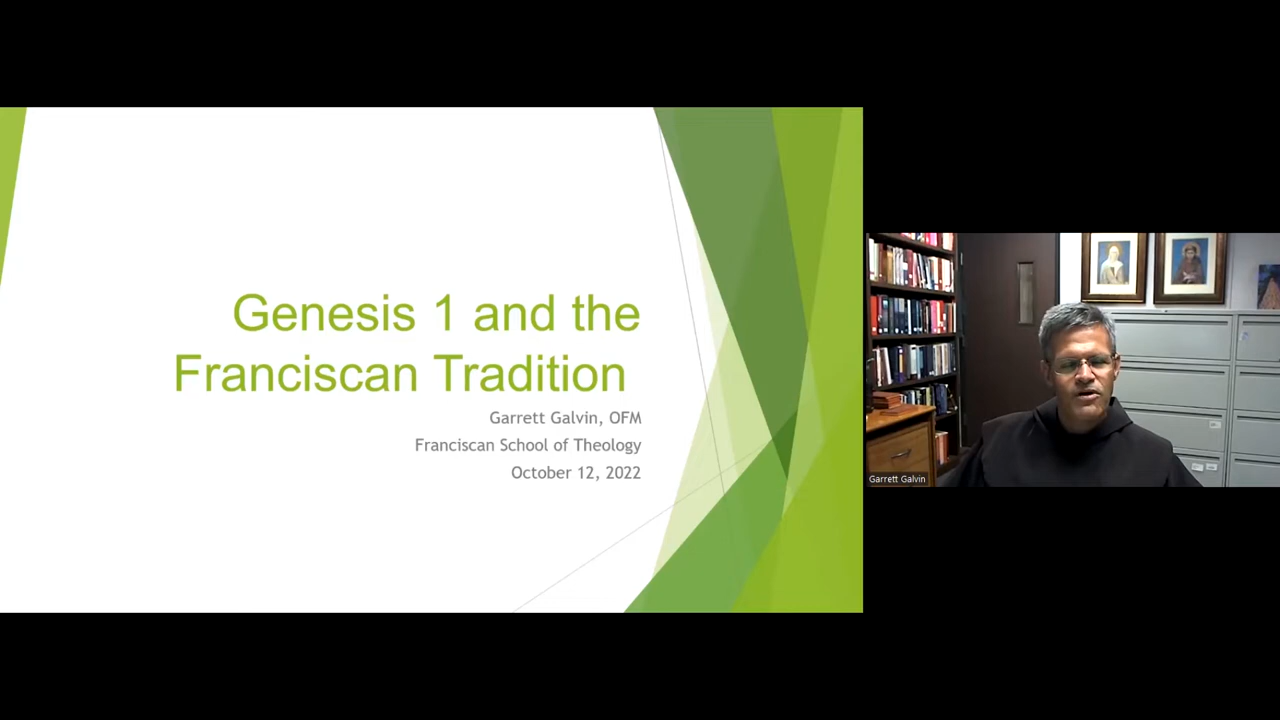 Genesis 1 and the
Franciscan Tradition
Garrett Galvin, OFM
Franciscan School of Theology
October 12, 2022
Garrett Galvin